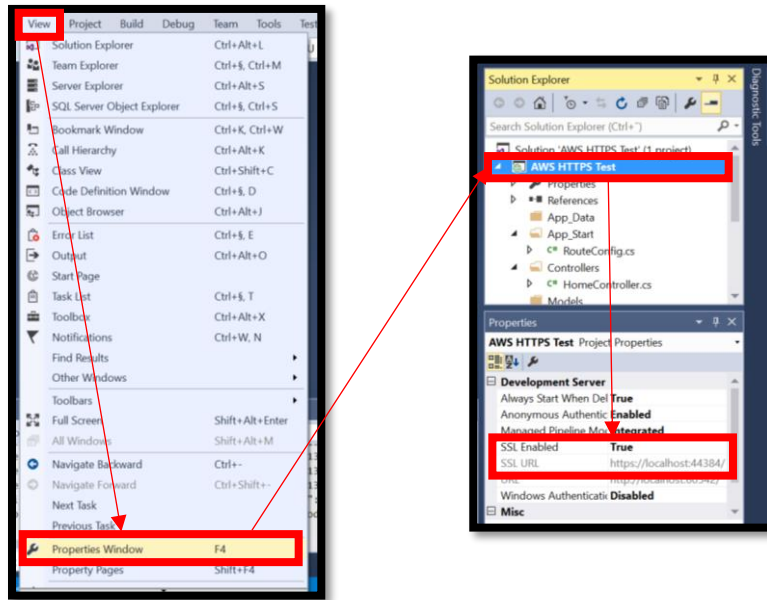 View Project Build Debug Team Tools Test
Solution Explorer Ctrl+Alt+L
Team Explorer Ctrl+§, Ctrl+M
Server Explorer Ctrl+Alt+S
SQL Server Object Explorer Ctrl+§, Ctrl+S
Bookmark Window Ctrl+K, Ctrl+W
Call Hierarchy Ctrl+Alt+K
Class View Ctrl+Shift+C
Code Definition Window Ctrl+§, D
Object Browser Ctrl+Alt+J
Error List Ctrl+§, E
Output Ctrl+Alt+O
Start Page
Task List Ctrl+§, T
Toolbox Ctrl+Alt+X
Notifications Ctrl+W, N
Find Results
Other Windows
Toolbars
Full Screen Shift+Alt+Enter
All Windows Shift+Alt+M
Navigate Backward Ctrl+-
Navigate Forward Ctrl+Shift+-
Next Task
Previous Task
Properties Window F4
Property Pages Shift+F4
Solution Explorer
Search Solution Explorer (Ctrl+¨)
Solution 'AWS HTTPS Test' (1 project)
AWS HTTPS Test
Properties
References
App_Data
App_Start
C# RouteConfig.cs
Controllers
C# HomeController.cs
Models
Properties
AWS HTTPS Test Project Properties
Development Server
Always Start When Del True
Anonymous Authentic Enabled
Managed Pipeline Mod Integrated
SSL Enabled True
SSL URL https://localhost:44384/
URL http://localhost:60542/
Windows Authenticatic Disabled
Misc
Diagnostic Tools